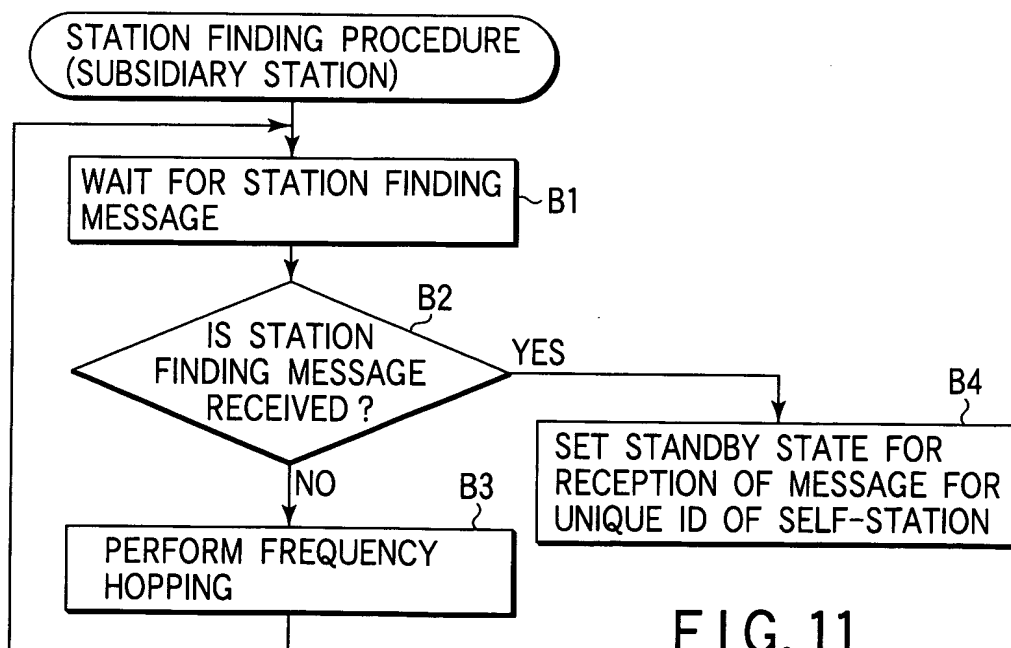 STATION FINDING PROCEDURE
(SUBSIDIARY STATION)
WAIT FOR STATION FINDING
MESSAGE
B1
B2
IS STATION
FINDING MESSAGE
RECEIVED?
YES
B4
SET STANDBY STATE FOR
RECEPTION OF MESSAGE FOR
UNIQUE ID OF SELF-STATION
NO
B3
PERFORM FREQUENCY
HOPPING
FIG. 11